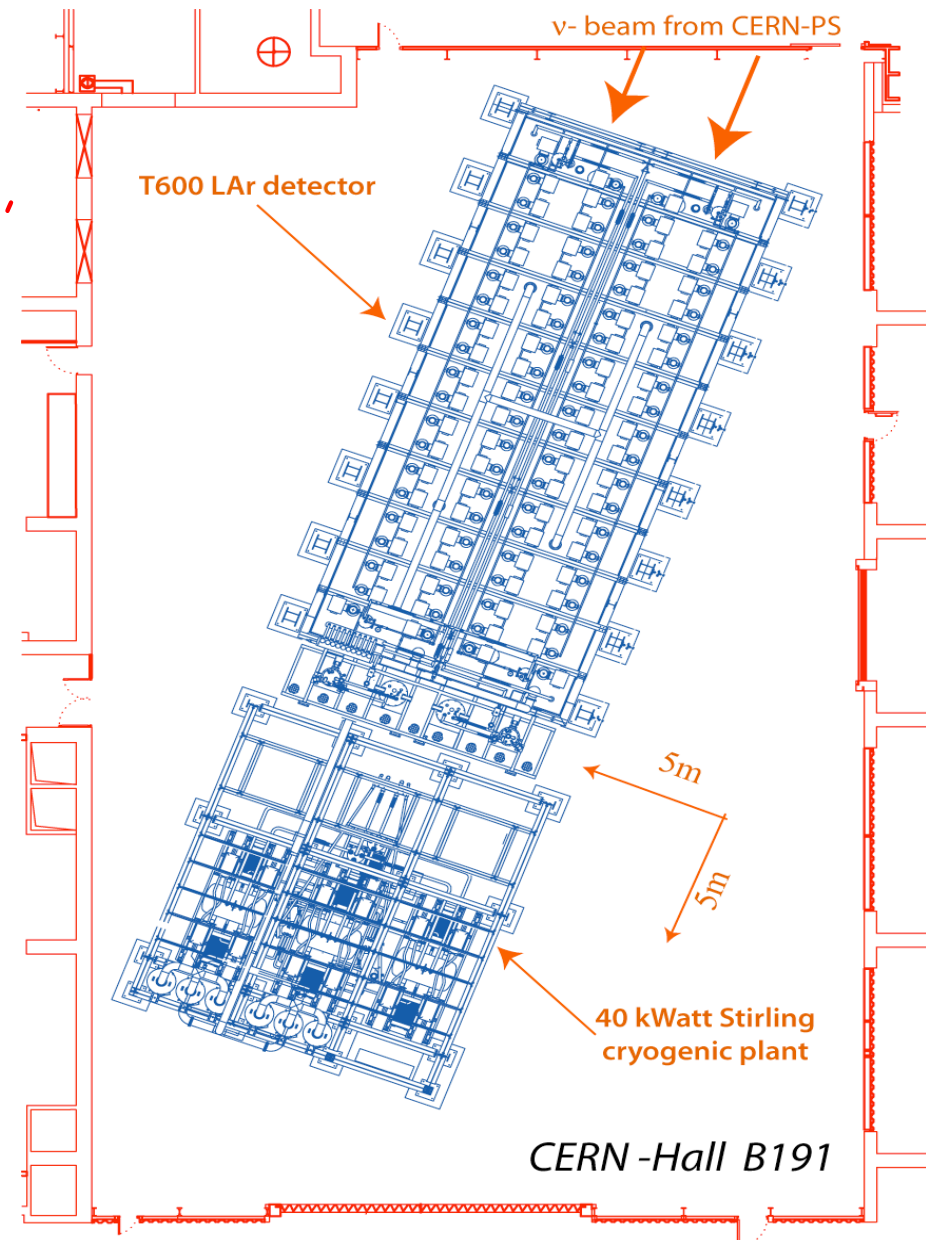 ν- beam from CERN-PS
T600 LAr detector
5m
5m
40 kWatt Stirling
cryogenic plant
CERN -Hall B191